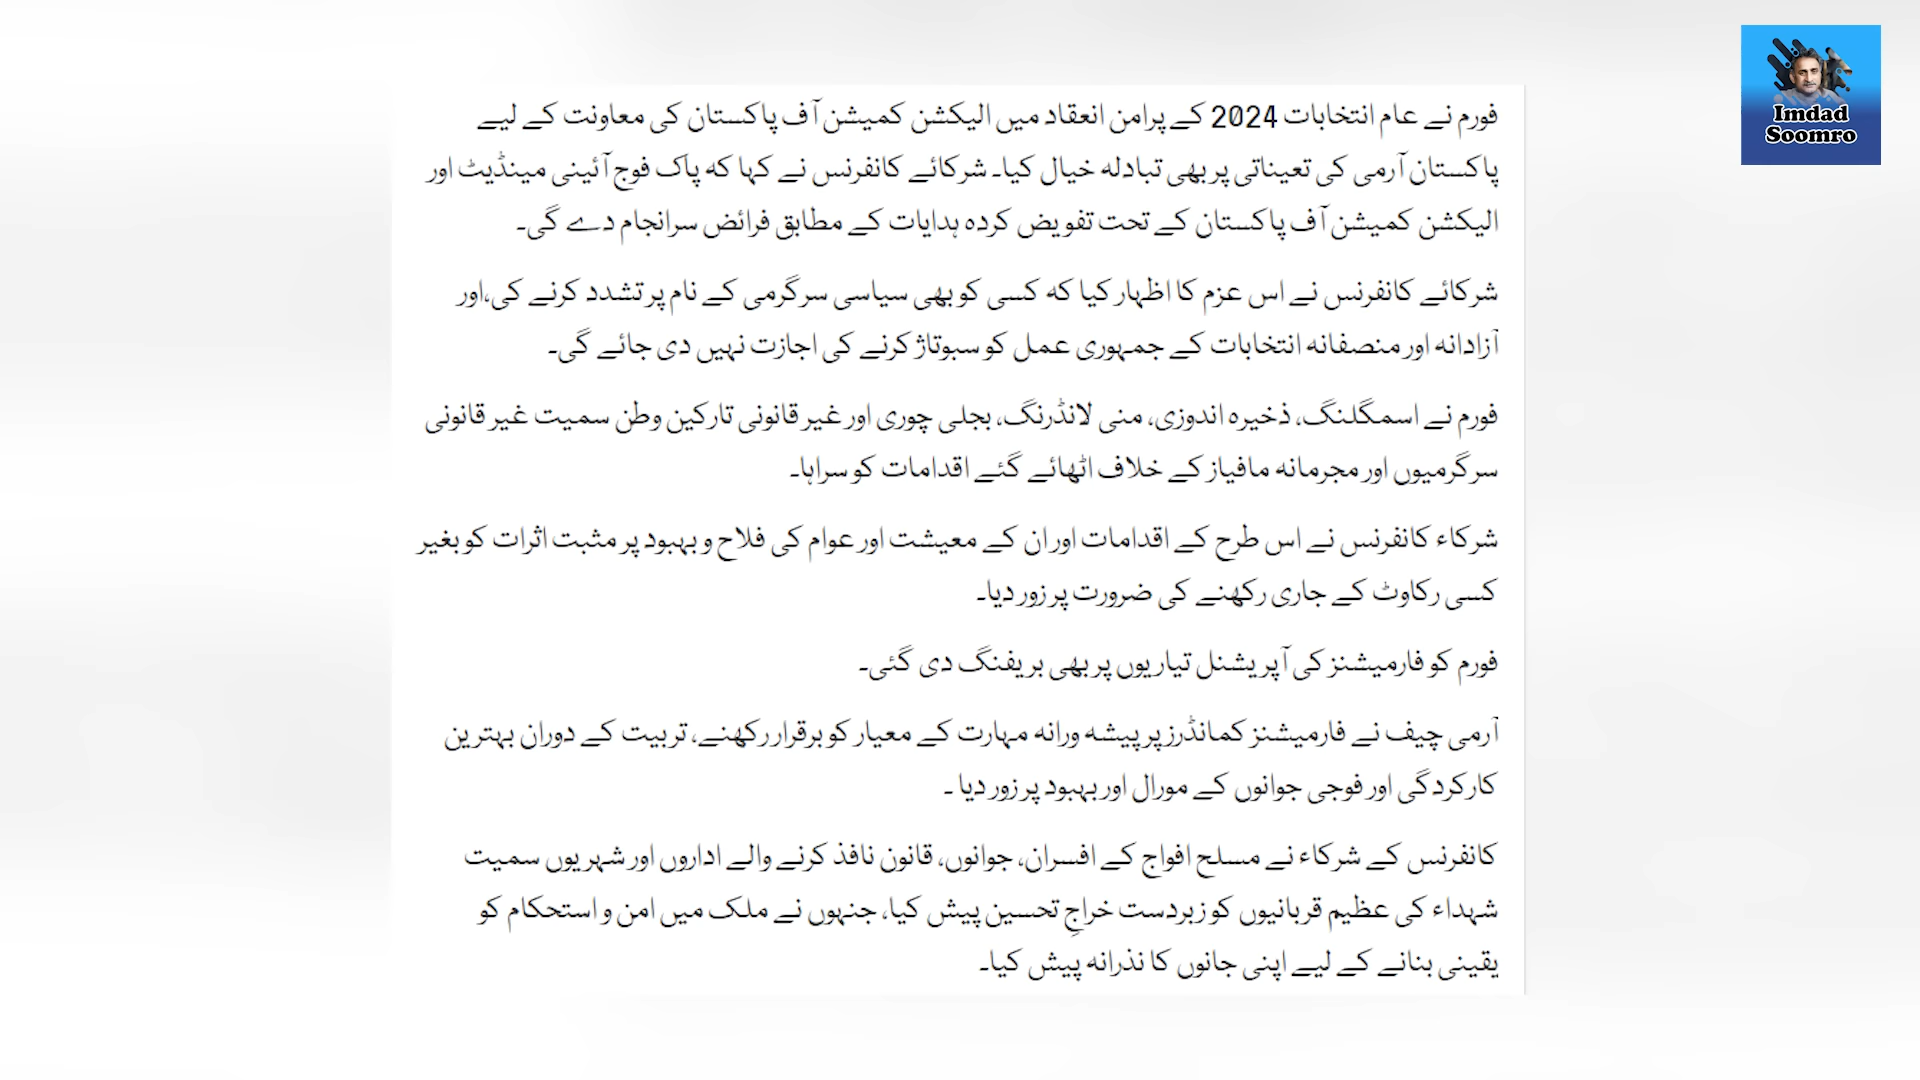 فورم نے عام انتخابات 2024 کے پرامن انعقاد میں الیکشن کمیشن آف پاکستان کی معاونت کے لیے
پاکستان آرمی کی تعیناتی پر بھی تبادلہ خیال کیا۔ شرکائے کانفرنس نے کہا کہ پاک فوج آئینی مینڈیٹ اور
الیکشن کمیشن آف پاکستان کے تحت تفویض کردہ ہدایات کے مطابق فرائض سرانجام دے گی۔
شرکائے کانفرنس نے اس عزم کا اظہار کیا کہ کسی کو بھی سیاسی سرگرمی کے نام پر تشدد کرنے کی،اور
آزادانہ اور منصفانہ انتخابات کے جمہوری عمل کو سبوتاژ کرنے کی اجازت نہیں دی جائے گی۔
فورم نے اسمگلنگ، ذخیرہ اندوزی، منی لانڈرنگ، بجلی چوری اور غیر قانونی تارکین وطن سمیت غیر قانونی
سرگرمیوں اور مجرمانہ مافیاز کے خلاف اٹھائے گئے اقدامات کو سراہا۔
شرکاء کانفرنس نے اس طرح کے اقدامات اور ان کے معیشت اور عوام کی فلاح و بہبود پر مثبت اثرات کو بغیر
کسی رکاوٹ کے جاری رکھنے کی ضرورت پر زور دیا۔
فورم کو فارمیشنز کی آپریشنل تیاریوں پر بھی بریفنگ دی گئی۔
آرمی چیف نے فارمیشنز کمانڈرز پر پیشہ ورانہ مہارت کے معیار کو برقرار رکھنے، تربیت کے دوران بہترین
کارکردگی اور فوجی جوانوں کے مورال اور بہبود پر زور دیا ۔
کانفرنس کے شرکاء نے مسلح افواج کے افسران، جوانوں، قانون نافذ کرنے والے اداروں اور شہریوں سمیت
شہداء کی عظیم قربانیوں کو زبردست خراجِ تحسین پیش کیا، جنہوں نے ملک میں امن و استحکام کو
یقینی بنانے کے لیے اپنی جانوں کا نذرانہ پیش کیا۔
Imdad
Soomro